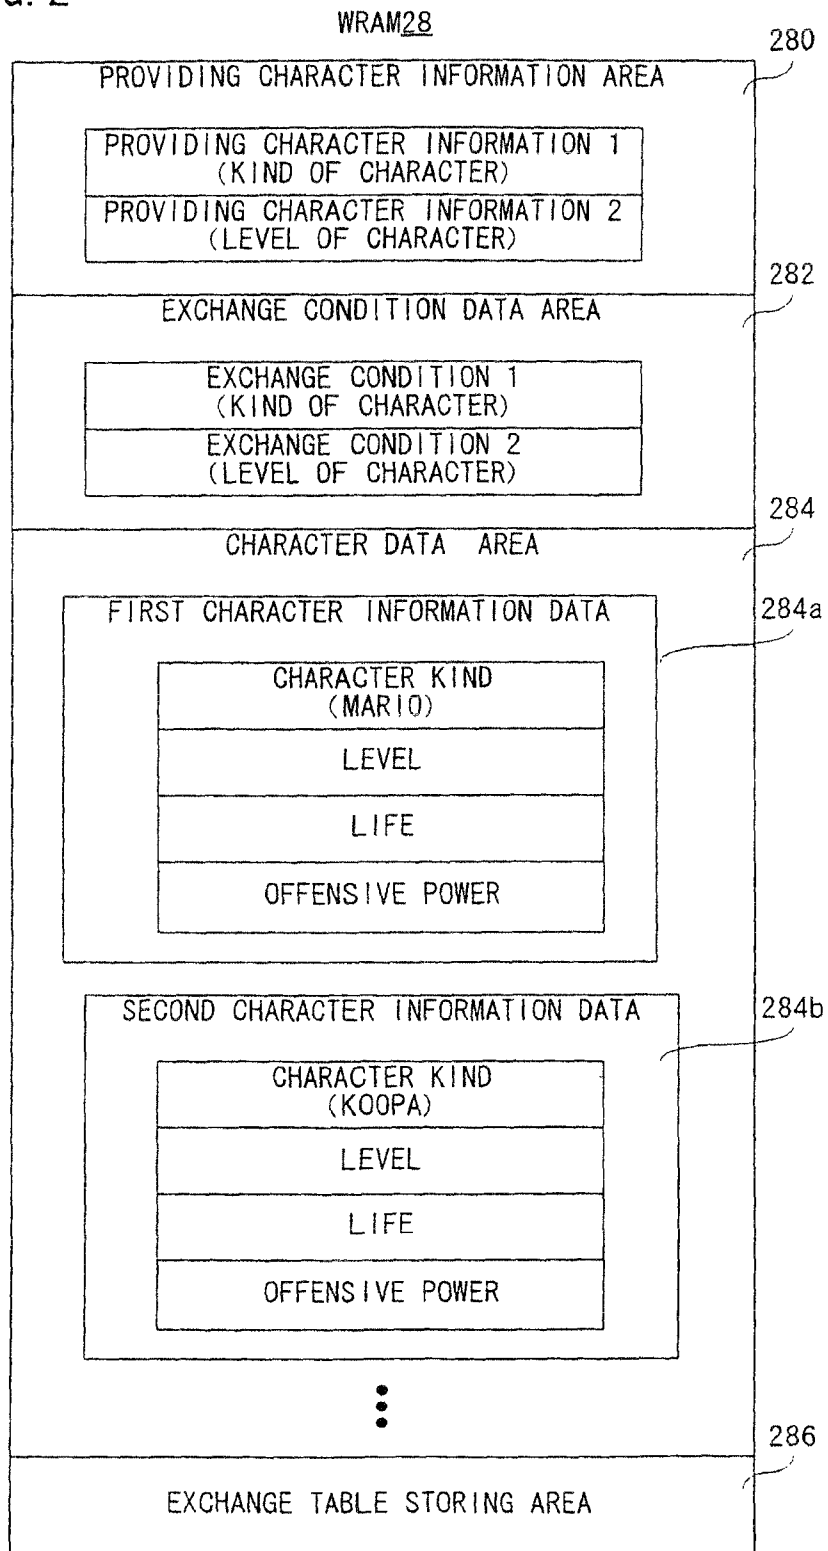 WRAM28
280
PROVIDING CHARACTER INFORMATION AREA
PROVIDING CHARACTER INFORMATION 1
(KIND OF CHARACTER)
PROVIDING CHARACTER INFORMATION 2
(LEVEL OF CHARACTER)
282
EXCHANGE CONDITION DATA AREA
EXCHANGE CONDITION 1
(KIND OF CHARACTER)
EXCHANGE CONDITION 2
(LEVEL OF CHARACTER)
284
CHARACTER DATA AREA
284a
FIRST CHARACTER INFORMATION DATA
CHARACTER KIND
(MARIO)
LEVEL
LIFE
OFFENSIVE POWER
284b
SECOND CHARACTER INFORMATION DATA
CHARACTER KIND
(KOOPA)
LEVEL
LIFE
OFFENSIVE POWER
286
EXCHANGE TABLE STORING AREA